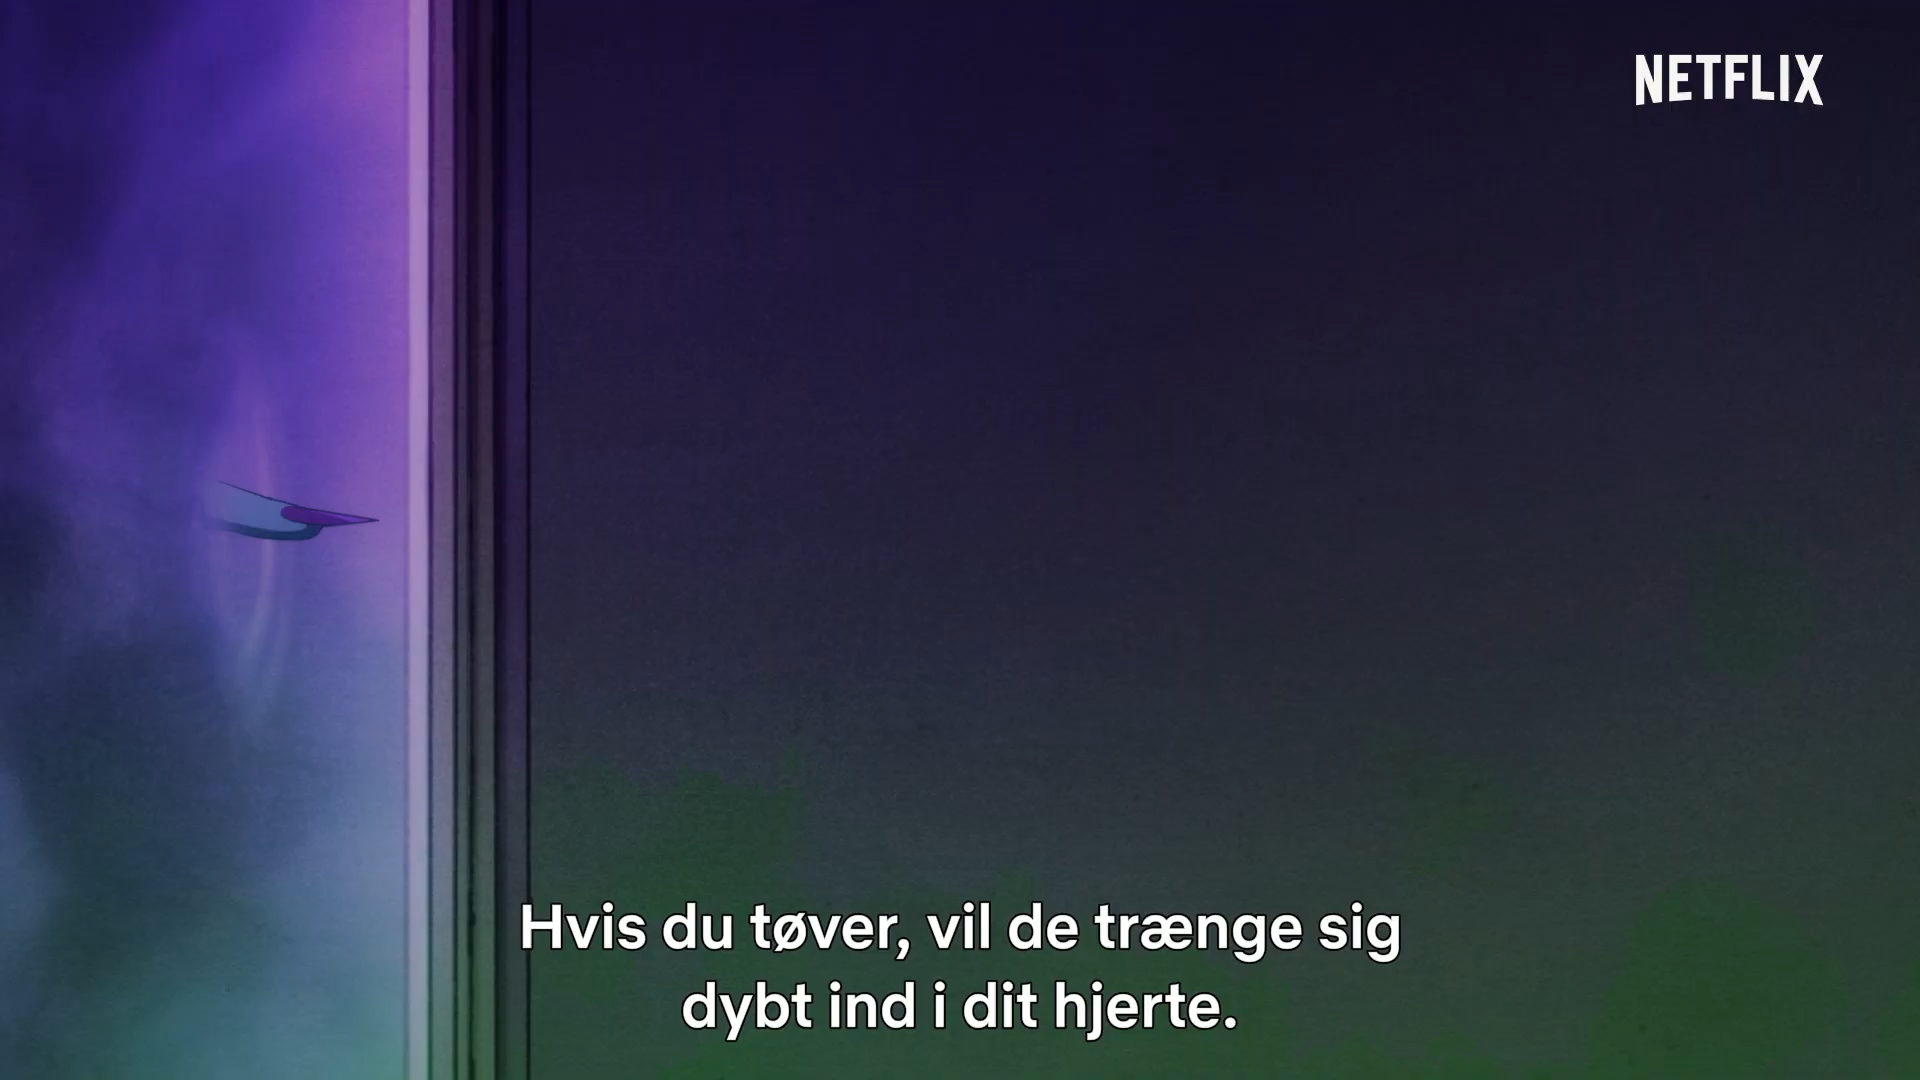 NETFLIX
Hvis du tøver, vil de trænge sig
dybt ind i dit hjerte.